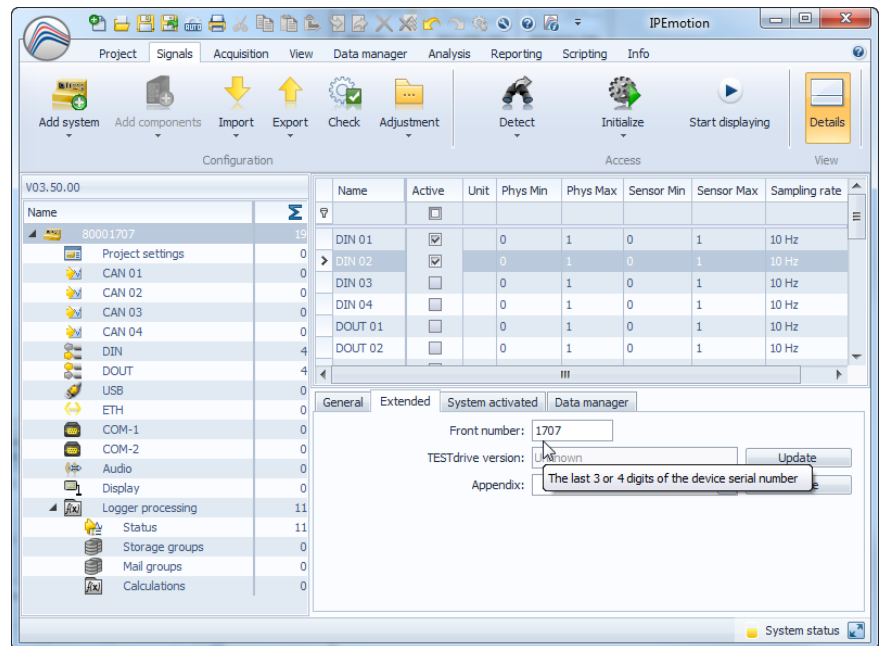 IPEmotion
Project Signals Acquisition View Data manager Analysis Reporting Scripting Info
Add system Add components Import Export Check Adjustment Detect Initialize Start displaying Details
Configuration Access View
V03.50.00
Name Σ
80001707 19
Project settings 0
CAN 01 0
CAN 02 0
CAN 03 0
CAN 04 0
DIN 4
DOUT 4
USB 0
ETH 0
COM-1 0
COM-2 0
Audio 0
Display 0
Logger processing 11
Status 11
Storage groups 0
Mail groups 0
Calculations 0
Name Active Unit Phys Min Phys Max Sensor Min Sensor Max Sampling rate
DIN 01 0 1 0 1 10 Hz
DIN 02 0 1 0 1 10 Hz
DIN 03 0 1 0 1 10 Hz
DIN 04 0 1 0 1 10 Hz
DOUT 01 0 1 0 1 10 Hz
DOUT 02 0 1 0 1 10 Hz
General Extended System activated Data manager
Front number: 1707
TESTdrive version: Update
The last 3 or 4 digits of the device serial number
Appendix:
System status